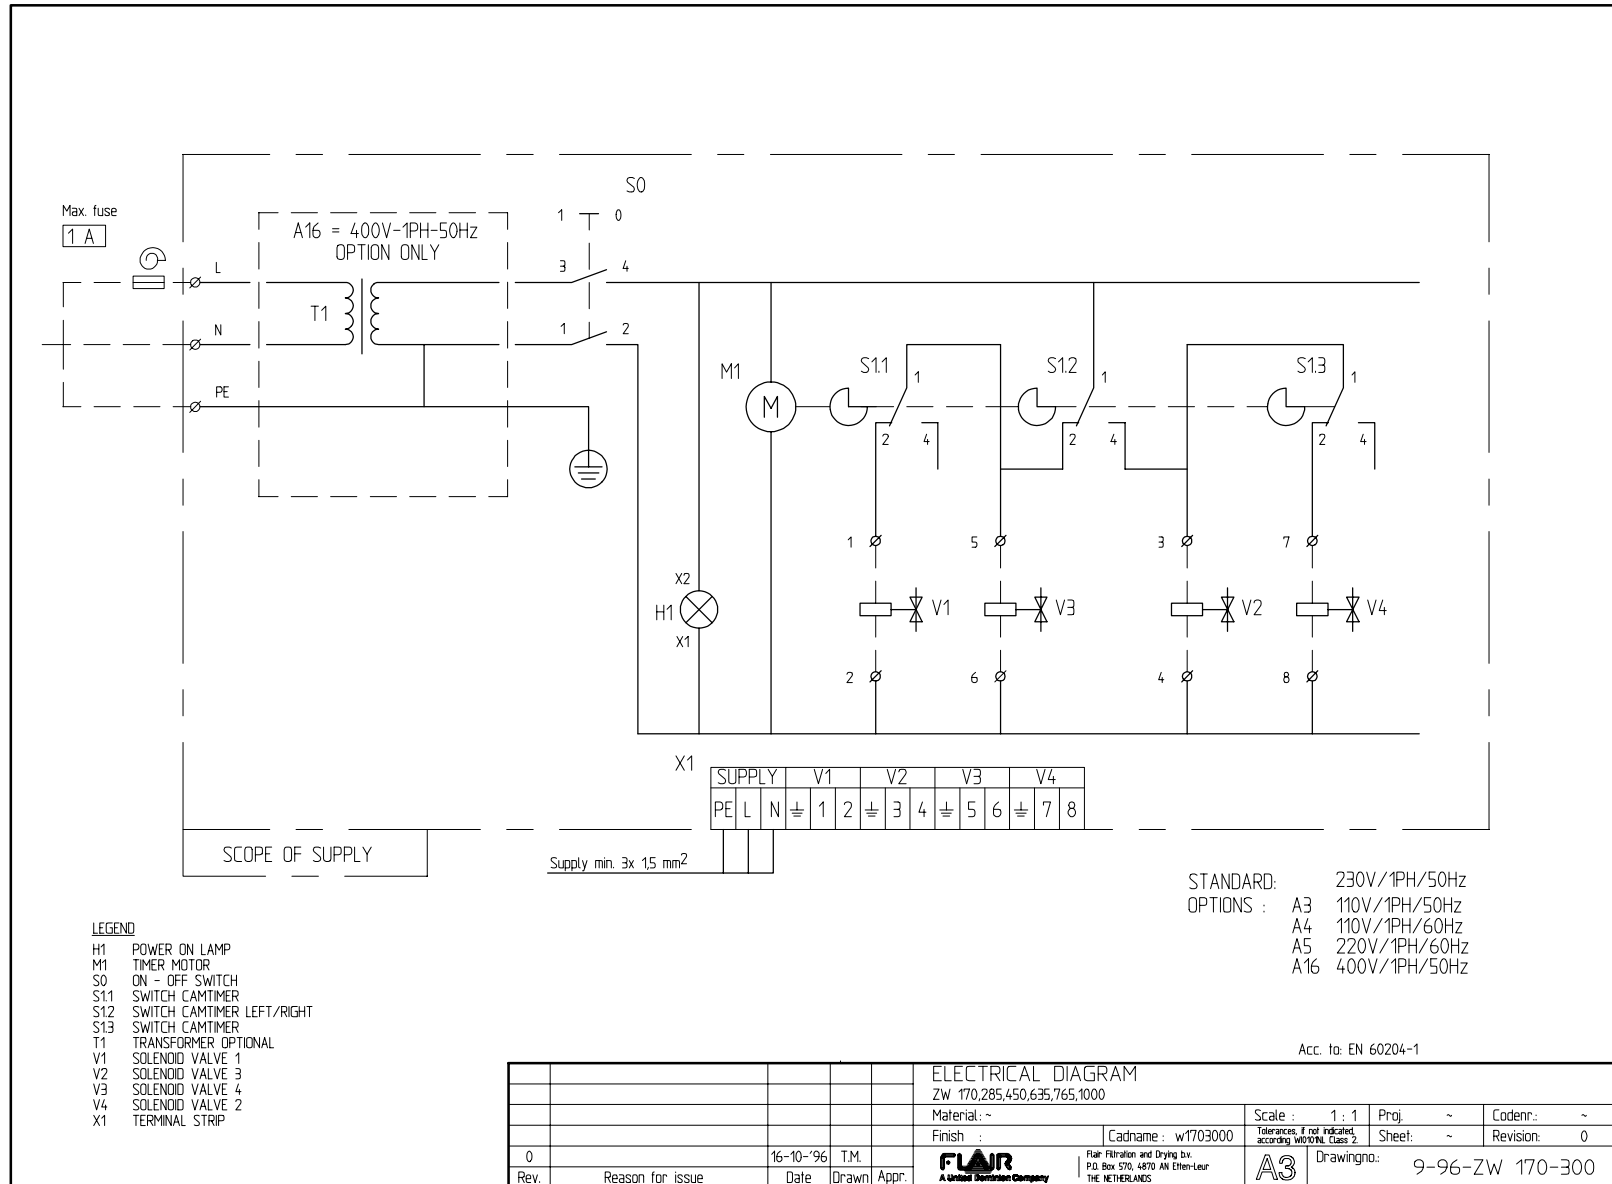 S0
Max. fuse
1 A
A16 = 400V-1PH-50Hz
OPTION ONLY
1 0
3 4
L
T1
N
1 2
PE
M1
M
S1.1
1
2 4
S1.2
1
2 4
S1.3
1
2 4
1 5 3 7
X2
H1
X1
V1 V3 V2 V4
2 6 4 8
X1
SUPPLY V1 V2 V3 V4
PE L N 1 2 3 4 5 6 7 8
SCOPE OF SUPPLY
Supply min. 3x 1,5 mm2
STANDARD: 230V/1PH/50Hz
OPTIONS : A3 110V/1PH/50Hz
A4 110V/1PH/60Hz
A5 220V/1PH/60Hz
A16 400V/1PH/50Hz
LEGEND
H1 POWER ON LAMP
M1 TIMER MOTOR
S0 ON - OFF SWITCH
S1.1 SWITCH CAMTIMER
S1.2 SWITCH CAMTIMER LEFT/RIGHT
S1.3 SWITCH CAMTIMER
T1 TRANSFORMER OPTIONAL
V1 SOLENOID VALVE 1
V2 SOLENOID VALVE 3
V3 SOLENOID VALVE 4
V4 SOLENOID VALVE 2
X1 TERMINAL STRIP
Acc. to: EN 60204-1
ELECTRICAL DIAGRAM
ZW 170,285,450,635,765,1000
Material : ~
Scale : 1 : 1
Proj. ~
Codenr.: ~
Finish :
Cadname : w1703000
Tolerances, if not indicated,
according WI0101NL Class 2.
Sheet: ~
Revision: 0
0 16-10-'96 T.M.
Rev. Reason for issue Date Drawn Appr.
FLAIR
A United Dominion Company
Flair Filtration and Drying b.v.
P.O. Box 570, 4870 AN Etten-Leur
THE NETHERLANDS
A3
Drawingno.:
9-96-ZW 170-300